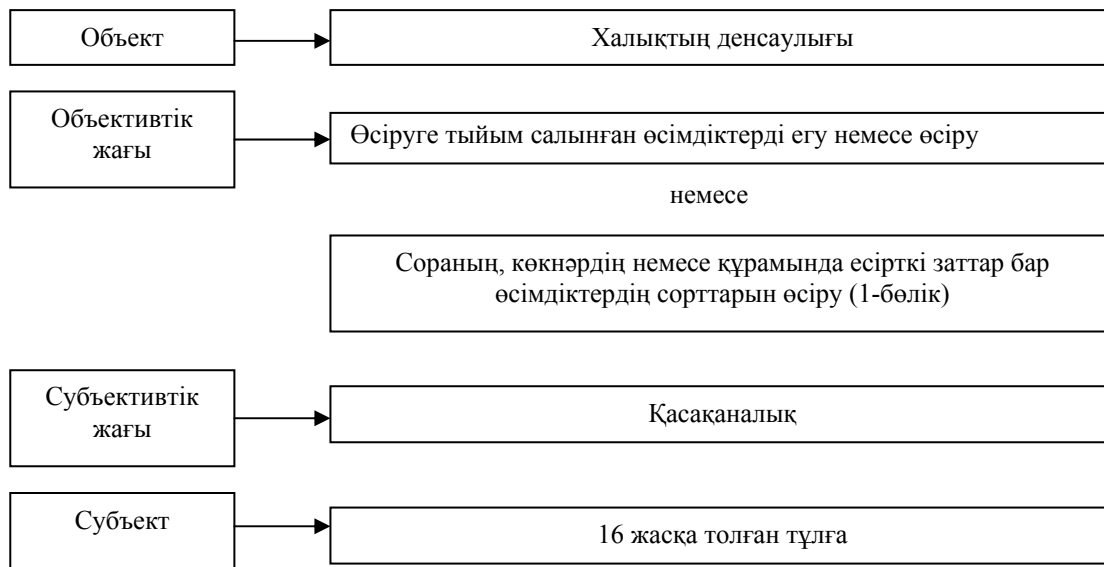 Объект
Халықтың денсаулығы
Объективтік
жағы
Өсіруге тыйым салынған өсімдіктерді егу немесе өсіру
немесе
Сораның, көкнәрдің немесе құрамында есірткі заттар бар
өсімдіктердің сорттарын өсіру (1-бөлік)
Субъективтік
жағы
Қасақаналық
Субъект
16 жасқа толған тұлға